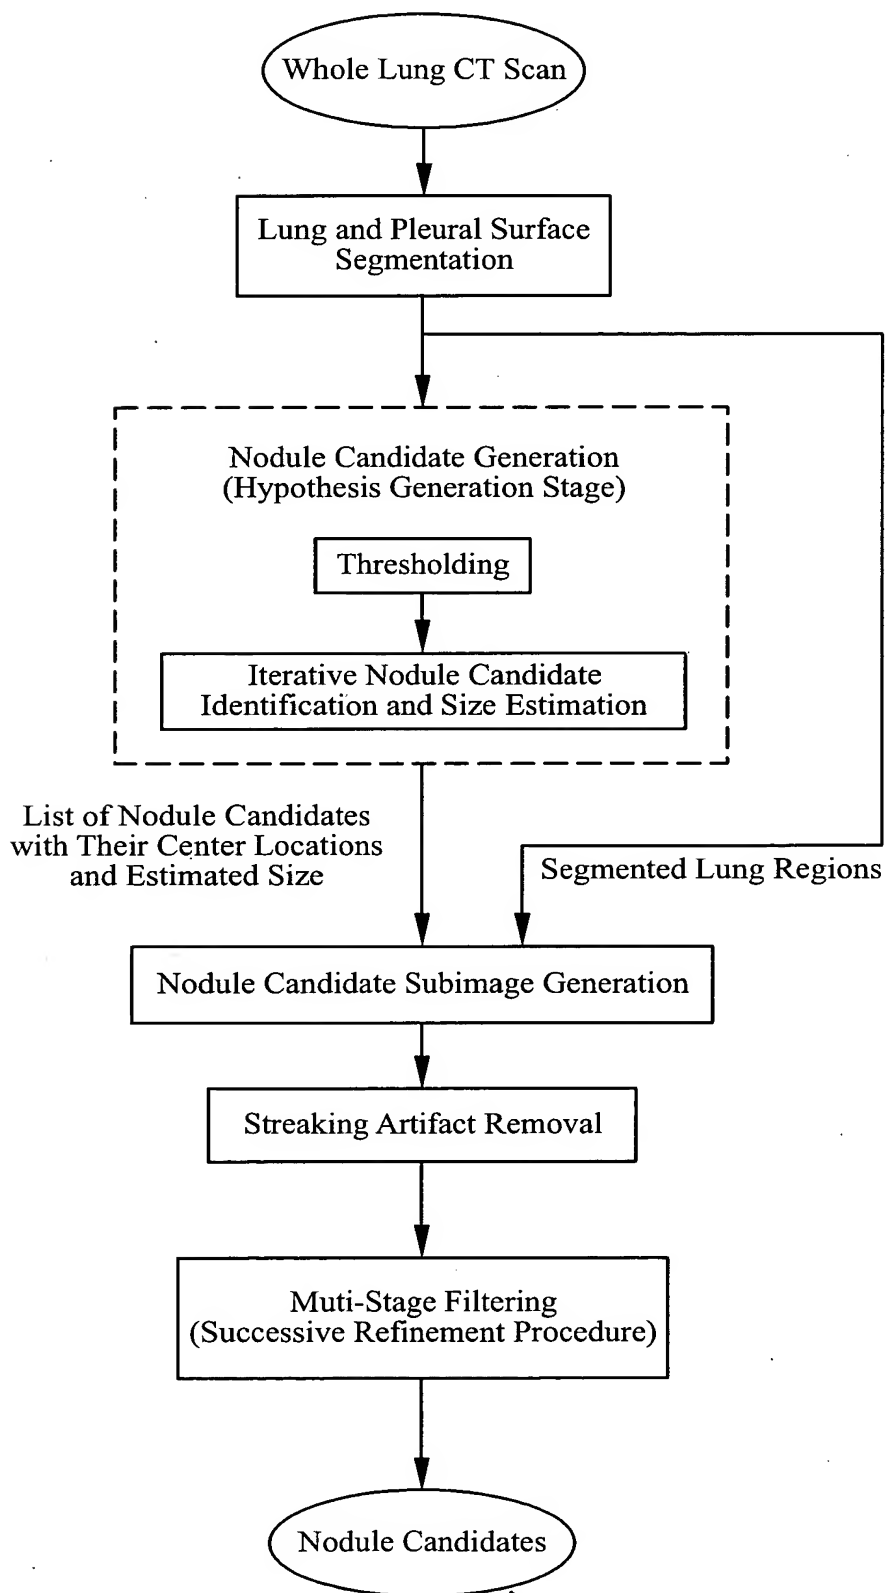 Whole Lung CT Scan
Lung and Pleural Surface
Segmentation
Nodule Candidate Generation
(Hypothesis Generation Stage)
Thresholding
Iterative Nodule Candidate
Identification and Size Estimation
List of Nodule Candidates
with Their Center Locations
and Estimated Size
Segmented Lung Regions
Nodule Candidate Subimage Generation
Streaking Artifact Removal
Muti-Stage Filtering
(Successive Refinement Procedure)
Nodule Candidates